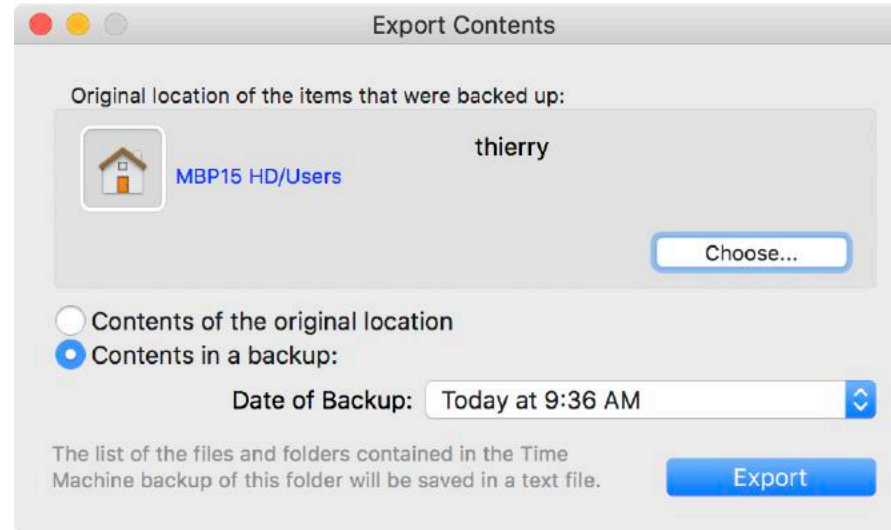 Export Contents
Original location of the items that were backed up:
thierry
MBP15 HD/Users
Choose...
Contents of the original location
Contents in a backup:
Date of Backup: Today at 9:36 AM
The list of the files and folders contained in the Time
Machine backup of this folder will be saved in a text file.
Export